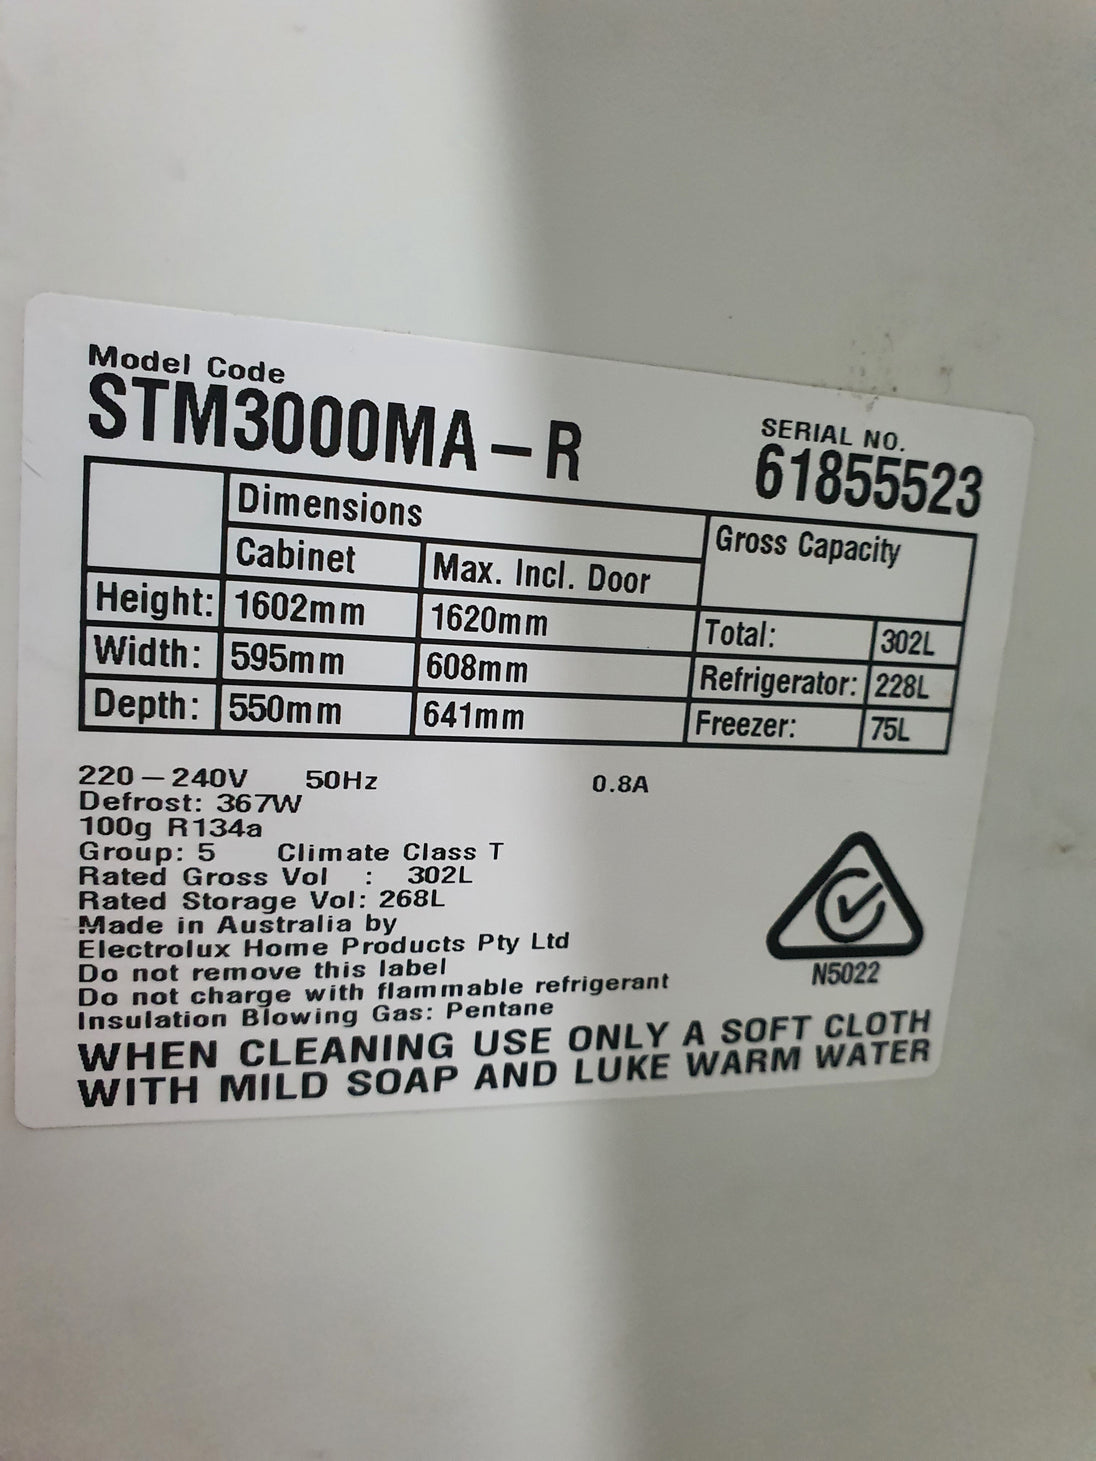 Model Code
STM3000MA-R
SERIAL NO.
61855523
Dimensions
Gross Capacity
Cabinet Max. Incl. Door
Height: 1602mm 1620mm Total: 302L
Width: 595mm 608mm Refrigerator: 228L
Depth: 550mm 641mm Freezer: 75L
220-240V 50Hz 0.8A
Defrost: 367W
100g R134a
Group: 5 Climate Class T
Rated Gross Vol : 302L
Rated Storage Vol: 268L
Made in Australia by
Electrolux Home Products Pty Ltd
Do not remove this label
Do not charge with flammable refrigerant
Insulation Blowing Gas: Pentane
N5022
WHEN CLEANING USE ONLY A SOFT CLOTH
WITH MILD SOAP AND LUKE WARM WATER